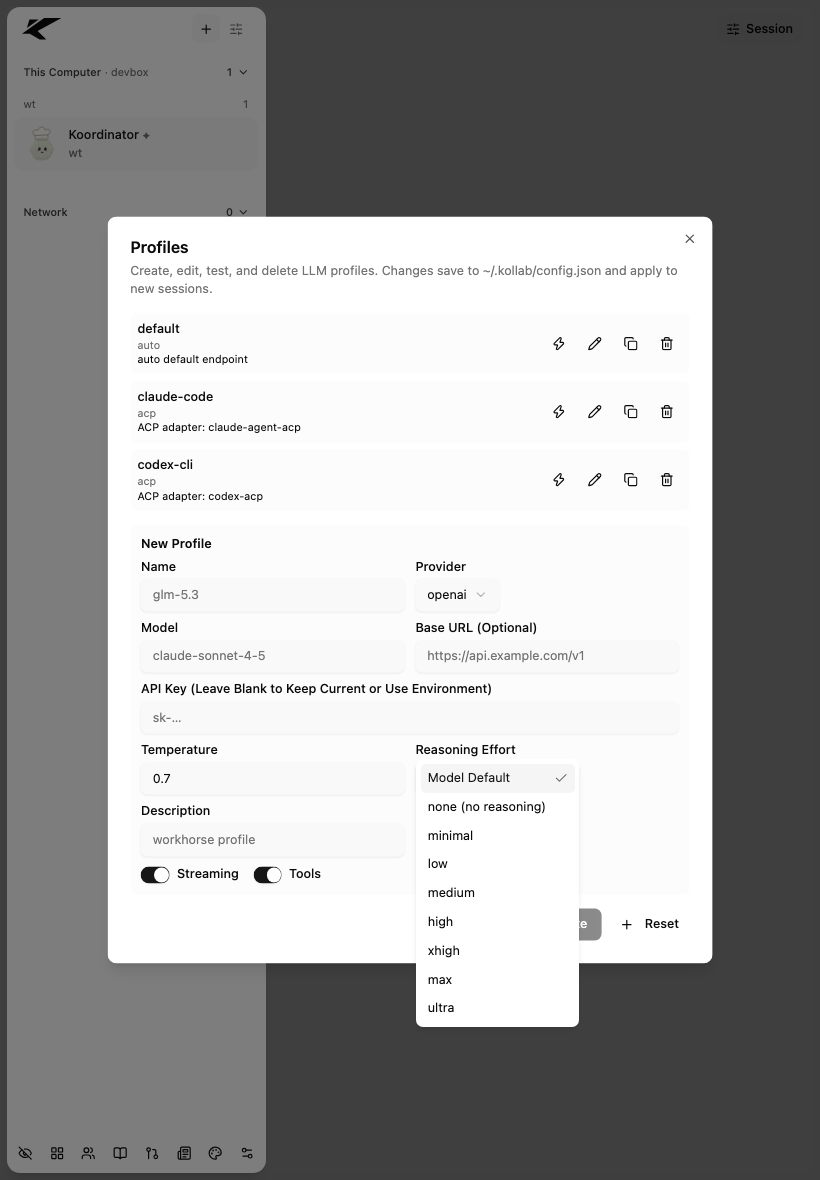 Session
This Computer · devbox 1
wt 1
Koordinator
wt
Network 0
Profiles
Create, edit, test, and delete LLM profiles. Changes save to ~/.kollab/config.json and apply to
new sessions.
default
auto
auto default endpoint
claude-code
acp
ACP adapter: claude-agent-acp
codex-cli
acp
ACP adapter: codex-acp
New Profile
Name Provider
glm-5.3 openai
Model Base URL (Optional)
claude-sonnet-4-5 https://api.example.com/v1
API Key (Leave Blank to Keep Current or Use Environment)
sk-...
Temperature Reasoning Effort
0.7
Description
workhorse profile
Streaming Tools
Model Default
none (no reasoning)
minimal
low
medium
high
xhigh
max
ultra
Reset